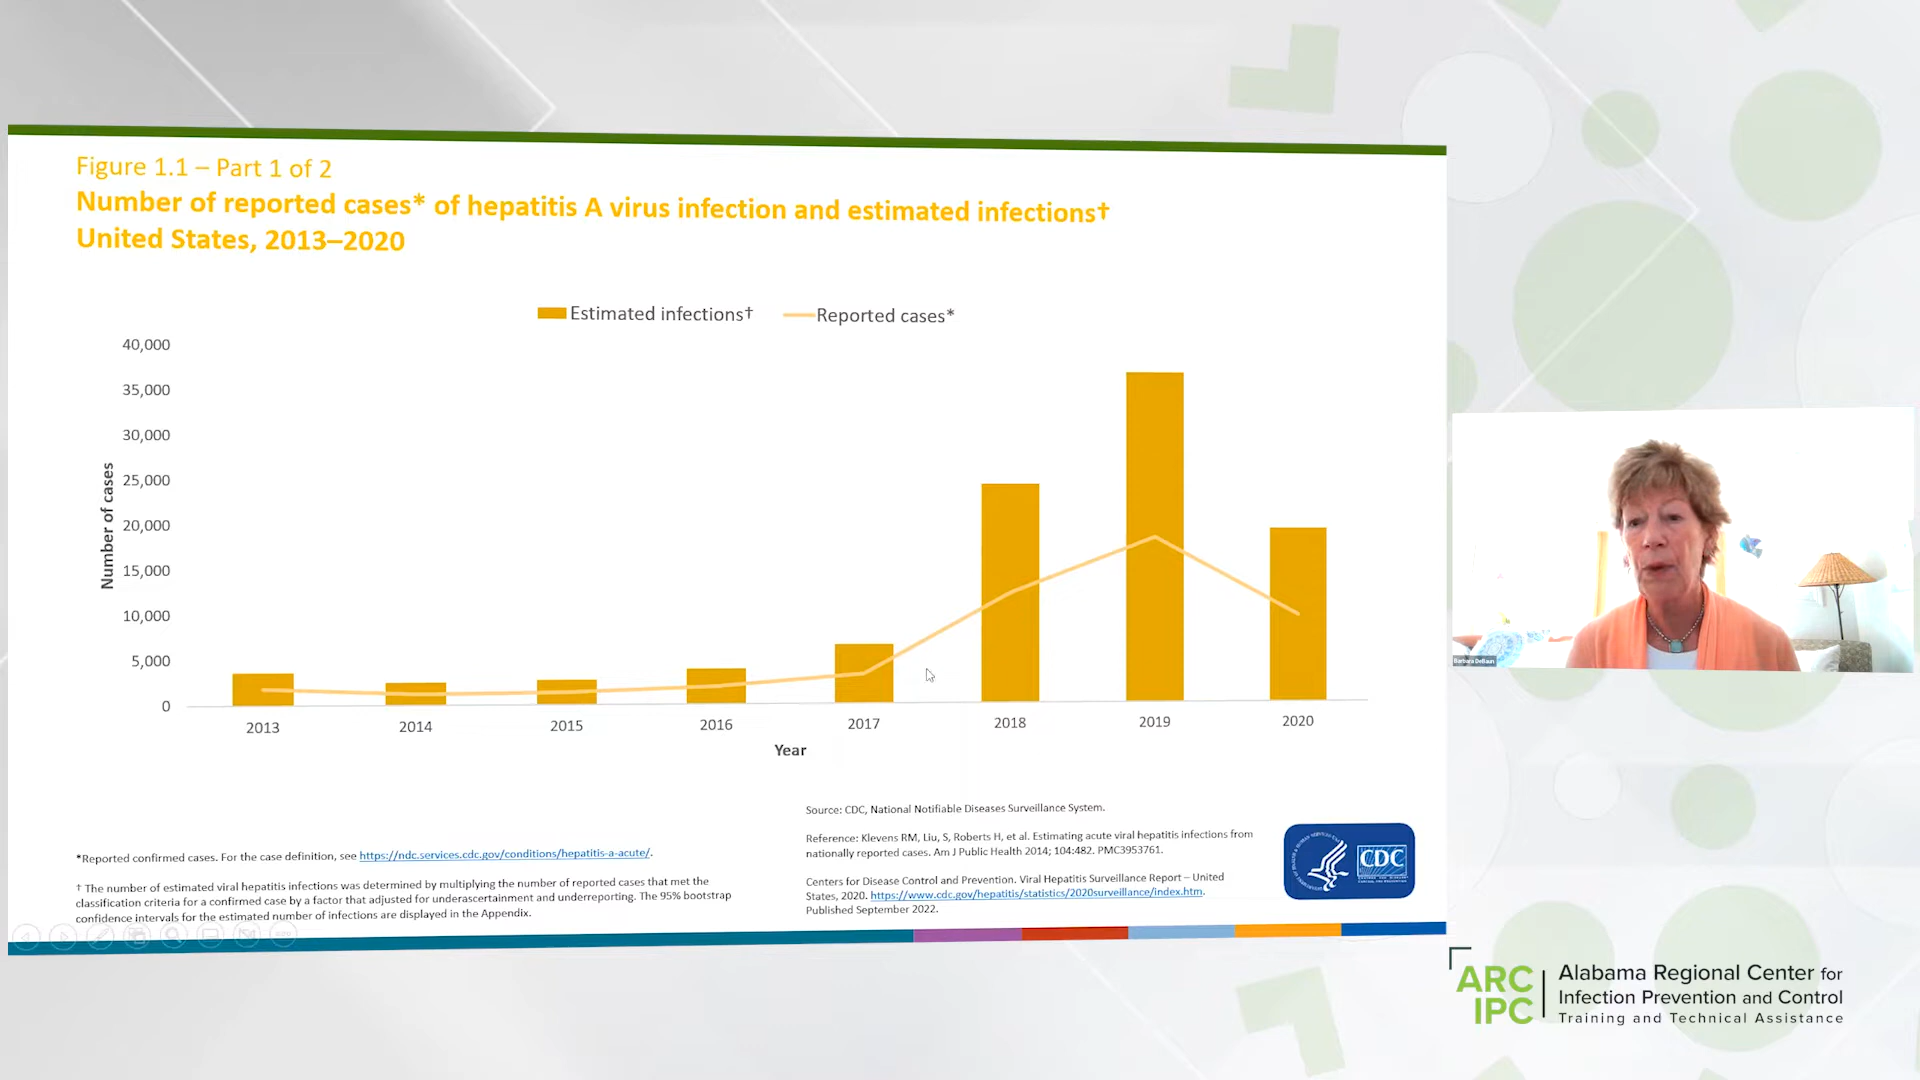 Figure 1.1 – Part 1 of 2
Number of reported cases* of hepatitis A virus infection and estimated infections†
United States, 2013–2020
Estimated infections†
Reported cases*
40,000
35,000
30,000
25,000
20,000
15,000
10,000
5,000
0
Number of cases
2013
2014
2015
2016
2017
2018
2019
2020
Year
*Reported confirmed cases. For the case definition, see https://ndc.services.cdc.gov/conditions/hepatitis-a-acute/.
† The number of estimated viral hepatitis infections was determined by multiplying the number of reported cases that met the
classification criteria for a confirmed case by a factor that adjusted for underascertainment and underreporting. The 95% bootstrap
confidence intervals for the estimated number of infections are displayed in the Appendix.
Source: CDC, National Notifiable Diseases Surveillance System.
Reference: Klevens RM, Liu, S, Roberts H, et al. Estimating acute viral hepatitis infections from
nationally reported cases. Am J Public Health 2014; 104:482. PMC3953761.
Centers for Disease Control and Prevention. Viral Hepatitis Surveillance Report – United
States, 2020. https://www.cdc.gov/hepatitis/statistics/2020surveillance/index.htm.
Published September 2022.
CDC
Barbara DeBaun
ARC
IPC
Alabama Regional Center for
Infection Prevention and Control
Training and Technical Assistance